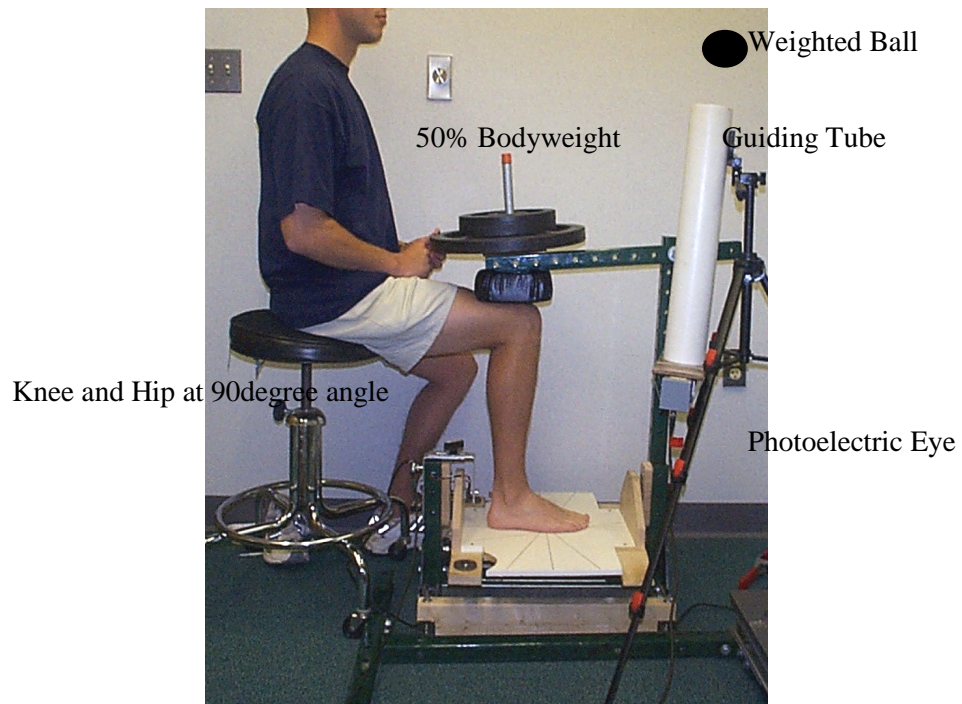 Weighted Ball
50% Bodyweight
Guiding Tube
Knee and Hip at 90degree angle
Photoelectric Eye